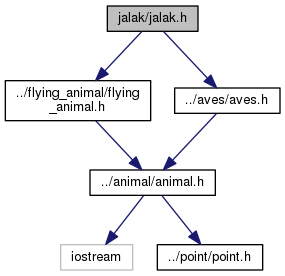 jalak/jalak.h
../flying_animal/flying
_animal.h
../aves/aves.h
../animal/animal.h
iostream
../point/point.h